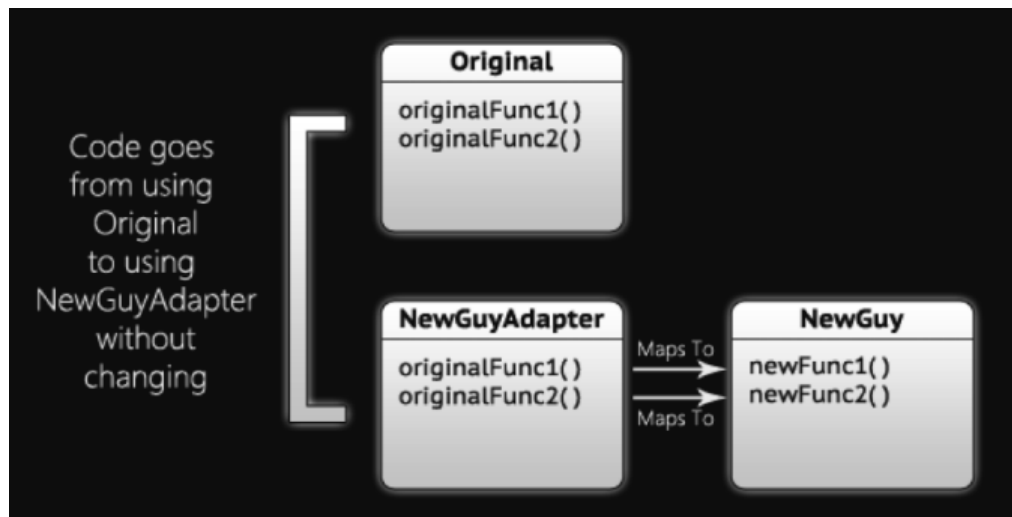 Original
originalFunc1()
originalFunc2()
Code goes
from using
Original
to using
NewGuyAdapter
without
changing
NewGuyAdapter
originalFunc1()
originalFunc2()
Maps To
Maps To
NewGuy
newFunc1()
newFunc2()